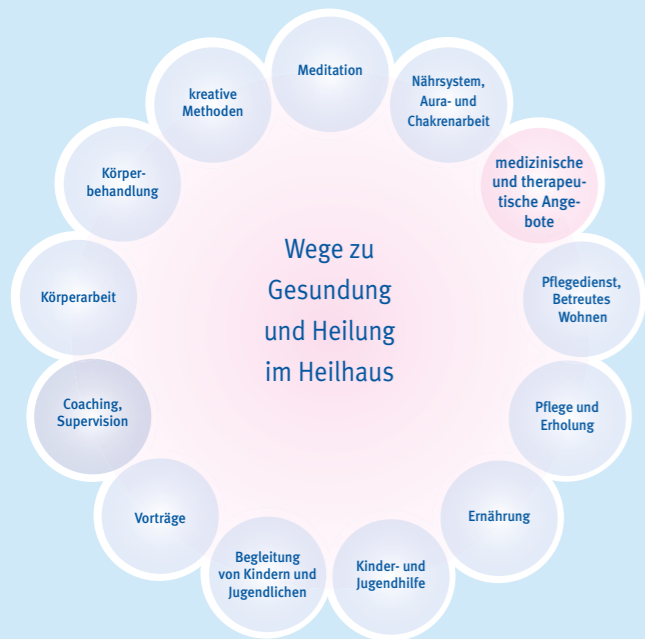 Wege zu
Gesundung
und Heilung
im Heilhaus
Meditation
Nährsystem,
Aura- und
Chakrenarbeit
medizinische
und therapeu-
tische Ange-
bote
Pflegedienst,
Betreutes
Wohnen
Pflege und
Erholung
Ernährung
Kinder- und
Jugendhilfe
Begleitung
von Kindern und
Jugendlichen
Vorträge
Coaching,
Supervision
Körperarbeit
Körper-
behandlung
kreative
Methoden